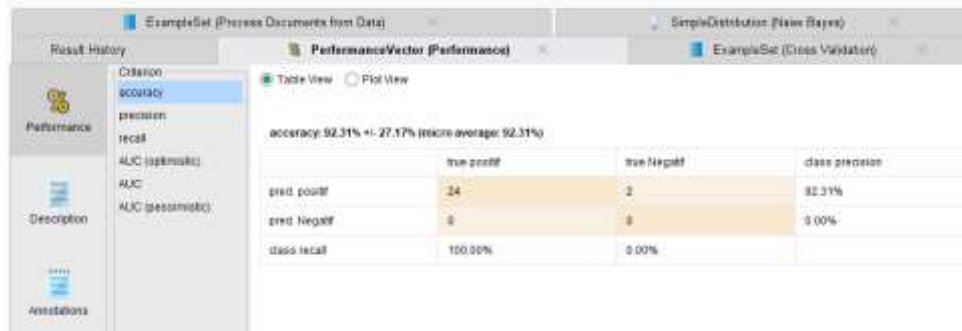 ExampleSet (Process Documents from Data)
SimpleDistribution (Naive Bayes)
Result History
PerformanceVector (Performance)
ExampleSet (Cross Validation)
Performance
Description
Annotations
Criterion
accuracy
precision
recall
AUC (optimistic)
AUC
AUC (pessimistic)
Table View Plot View
accuracy: 92.31% +/- 27.17% (micro average: 92.31%)
true positif true Negatif class precision
pred. positif 24 2 92.31%
pred. Negatif 0 0 0.00%
class recall 100.00% 0.00%